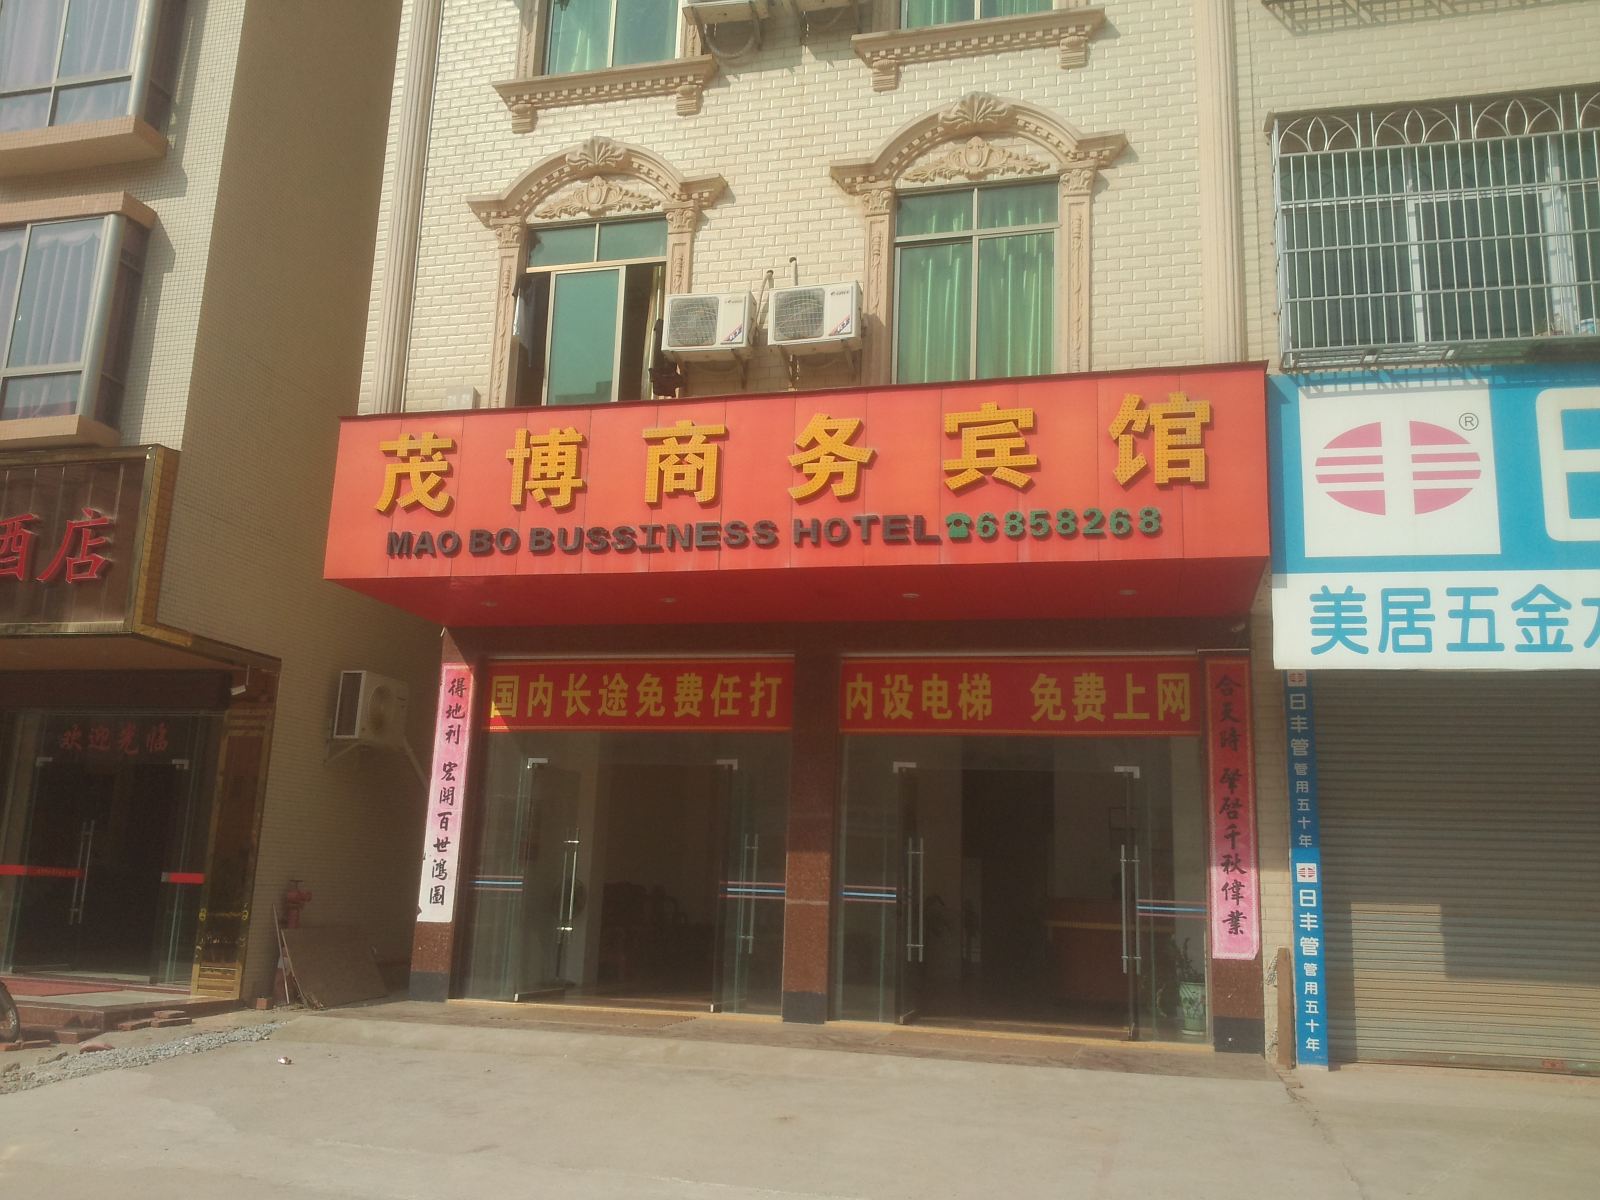 茂博商务宾馆
MAO BO BUSSINESS HOTEL☎6858268
国内长途免费任打
内设电梯 免费上网
得地利 宏開百世鴻圖
合天時 肇啓千秋偉業
酒店
欢迎光临
®
日
美居五金水
日丰管 管用五十年
日丰管 管用五十年